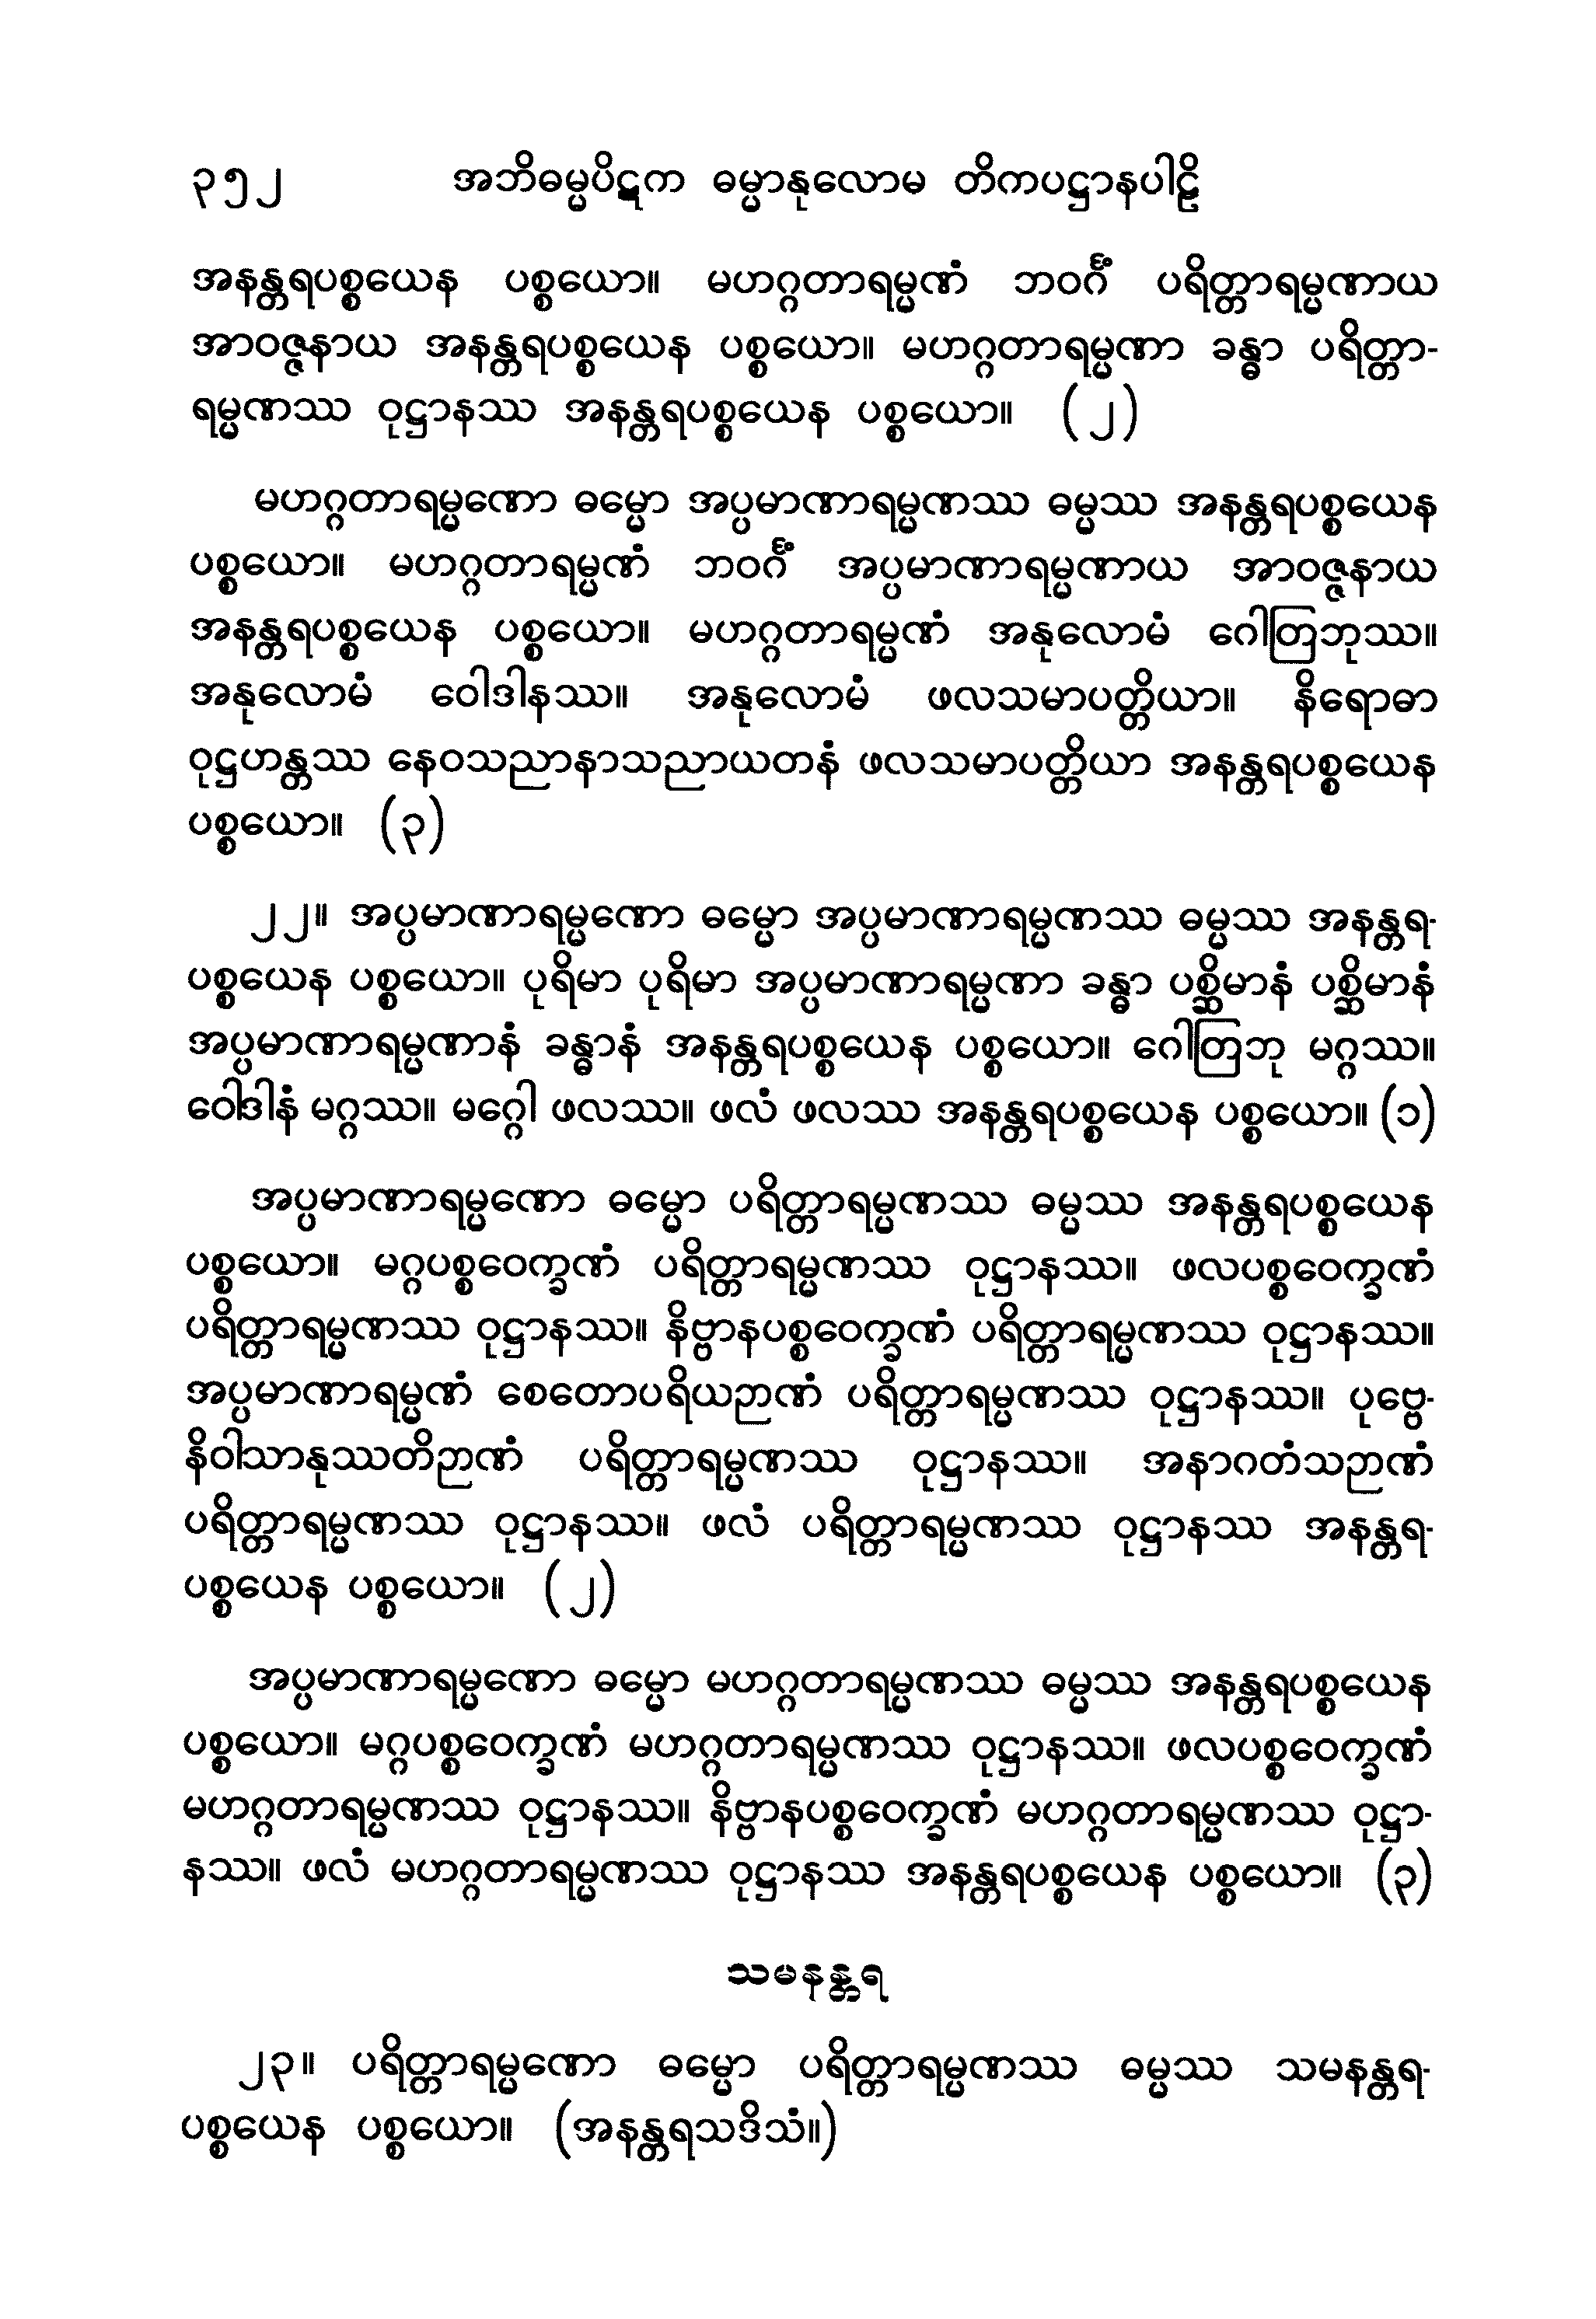 ၃၅၂ အဘိဓမ္မပိဋက ဓမ္မာနုလောမ တိကပဋ္ဌာနပါဠိ
အနန္တရပစ္စယေန ပစ္စယော။ မဟဂ္ဂတာရမ္မဏံ ဘဝင်္ဂံ ပရိတ္တာရမ္မဏာယ
အာဝဇ္ဇနာယ အနန္တရပစ္စယေန ပစ္စယော။ မဟဂ္ဂတာရမ္မဏာ ခန္ဓာ ပရိတ္တာ-
ရမ္မဏဿ ဝုဋ္ဌာနဿ အနန္တရပစ္စယေန ပစ္စယော။ (၂)
မဟဂ္ဂတာရမ္မဏော ဓမ္မော အပ္ပမာဏာရမ္မဏဿ ဓမ္မဿ အနန္တရပစ္စယေန
ပစ္စယော။ မဟဂ္ဂတာရမ္မဏံ ဘဝင်္ဂံ အပ္ပမာဏာရမ္မဏာယ အာဝဇ္ဇနာယ
အနန္တရပစ္စယေန ပစ္စယော။ မဟဂ္ဂတာရမ္မဏံ အနုလောမံ ဂေါတြဘုဿ။
အနုလောမံ ဝေါဒါနဿ။ အနုလောမံ ဖလသမာပတ္တိယာ။ နိရောဓာ
ဝုဋ္ဌဟန္တဿ နေဝသညာနာသညာယတနံ ဖလသမာပတ္တိယာ အနန္တရပစ္စယေန
ပစ္စယော။ (၃)
၂၂။ အပ္ပမာဏာရမ္မဏော ဓမ္မော အပ္ပမာဏာရမ္မဏဿ ဓမ္မဿ အနန္တရ-
ပစ္စယေန ပစ္စယော။ ပုရိမာ ပုရိမာ အပ္ပမာဏာရမ္မဏာ ခန္ဓာ ပစ္ဆိမာနံ ပစ္ဆိမာနံ
အပ္ပမာဏာရမ္မဏာနံ ခန္ဓာနံ အနန္တရပစ္စယေန ပစ္စယော။ ဂေါတြဘု မဂ္ဂဿ။
ဝေါဒါနံ မဂ္ဂဿ။ မဂ္ဂေါ ဖလဿ။ ဖလံ ဖလဿ အနန္တရပစ္စယေန ပစ္စယော။ (၁)
အပ္ပမာဏာရမ္မဏော ဓမ္မော ပရိတ္တာရမ္မဏဿ ဓမ္မဿ အနန္တရပစ္စယေန
ပစ္စယော။ မဂ္ဂပစ္စဝေက္ခဏံ ပရိတ္တာရမ္မဏဿ ဝုဋ္ဌာနဿ။ ဖလပစ္စဝေက္ခဏံ
ပရိတ္တာရမ္မဏဿ ဝုဋ္ဌာနဿ။ နိဗ္ဗာနပစ္စဝေက္ခဏံ ပရိတ္တာရမ္မဏဿ ဝုဋ္ဌာနဿ။
အပ္ပမာဏာရမ္မဏံ စေတောပရိယဉာဏံ ပရိတ္တာရမ္မဏဿ ဝုဋ္ဌာနဿ။ ပုဗ္ဗေ-
နိဝါသာနုဿတိဉာဏံ ပရိတ္တာရမ္မဏဿ ဝုဋ္ဌာနဿ။ အနာဂတံသဉာဏံ
ပရိတ္တာရမ္မဏဿ ဝုဋ္ဌာနဿ။ ဖလံ ပရိတ္တာရမ္မဏဿ ဝုဋ္ဌာနဿ အနန္တရ-
ပစ္စယေန ပစ္စယော။ (၂)
အပ္ပမာဏာရမ္မဏော ဓမ္မော မဟဂ္ဂတာရမ္မဏဿ ဓမ္မဿ အနန္တရပစ္စယေန
ပစ္စယော။ မဂ္ဂပစ္စဝေက္ခဏံ မဟဂ္ဂတာရမ္မဏဿ ဝုဋ္ဌာနဿ။ ဖလပစ္စဝေက္ခဏံ
မဟဂ္ဂတာရမ္မဏဿ ဝုဋ္ဌာနဿ။ နိဗ္ဗာနပစ္စဝေက္ခဏံ မဟဂ္ဂတာရမ္မဏဿ ဝုဋ္ဌာ-
နဿ။ ဖလံ မဟဂ္ဂတာရမ္မဏဿ ဝုဋ္ဌာနဿ အနန္တရပစ္စယေန ပစ္စယော။ (၃)
သမနန္တရ
၂၃။ ပရိတ္တာရမ္မဏော ဓမ္မော ပရိတ္တာရမ္မဏဿ ဓမ္မဿ သမနန္တရ-
ပစ္စယေန ပစ္စယော။ (အနန္တရသဒိသံ။)